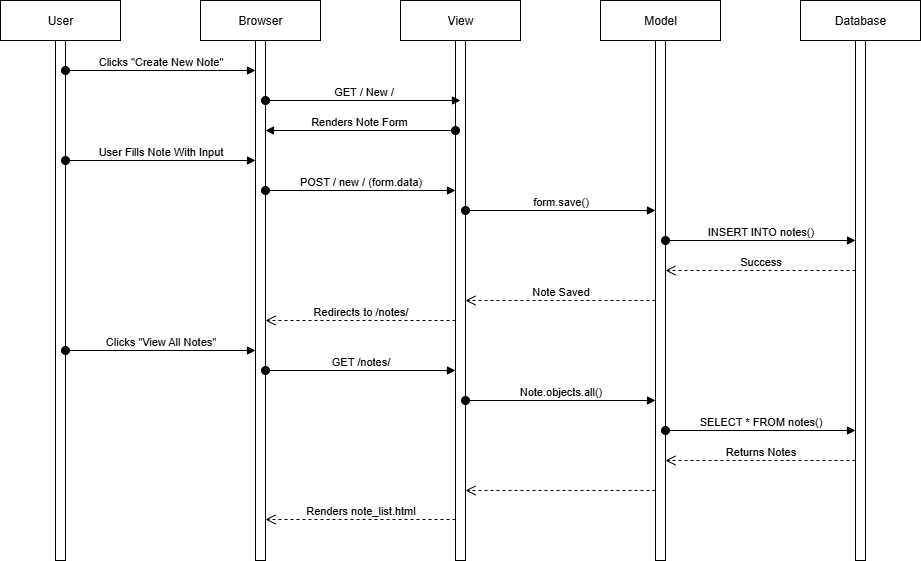 User
Browser
View
Model
Database
Clicks "Create New Note"
GET / New /
Renders Note Form
User Fills Note With Input
POST / new / (form.data)
form.save()
INSERT INTO notes()
Success
Note Saved
Redirects to /notes/
Clicks "View All Notes"
GET /notes/
Note.objects.all()
SELECT * FROM notes()
Returns Notes
Renders note_list.html